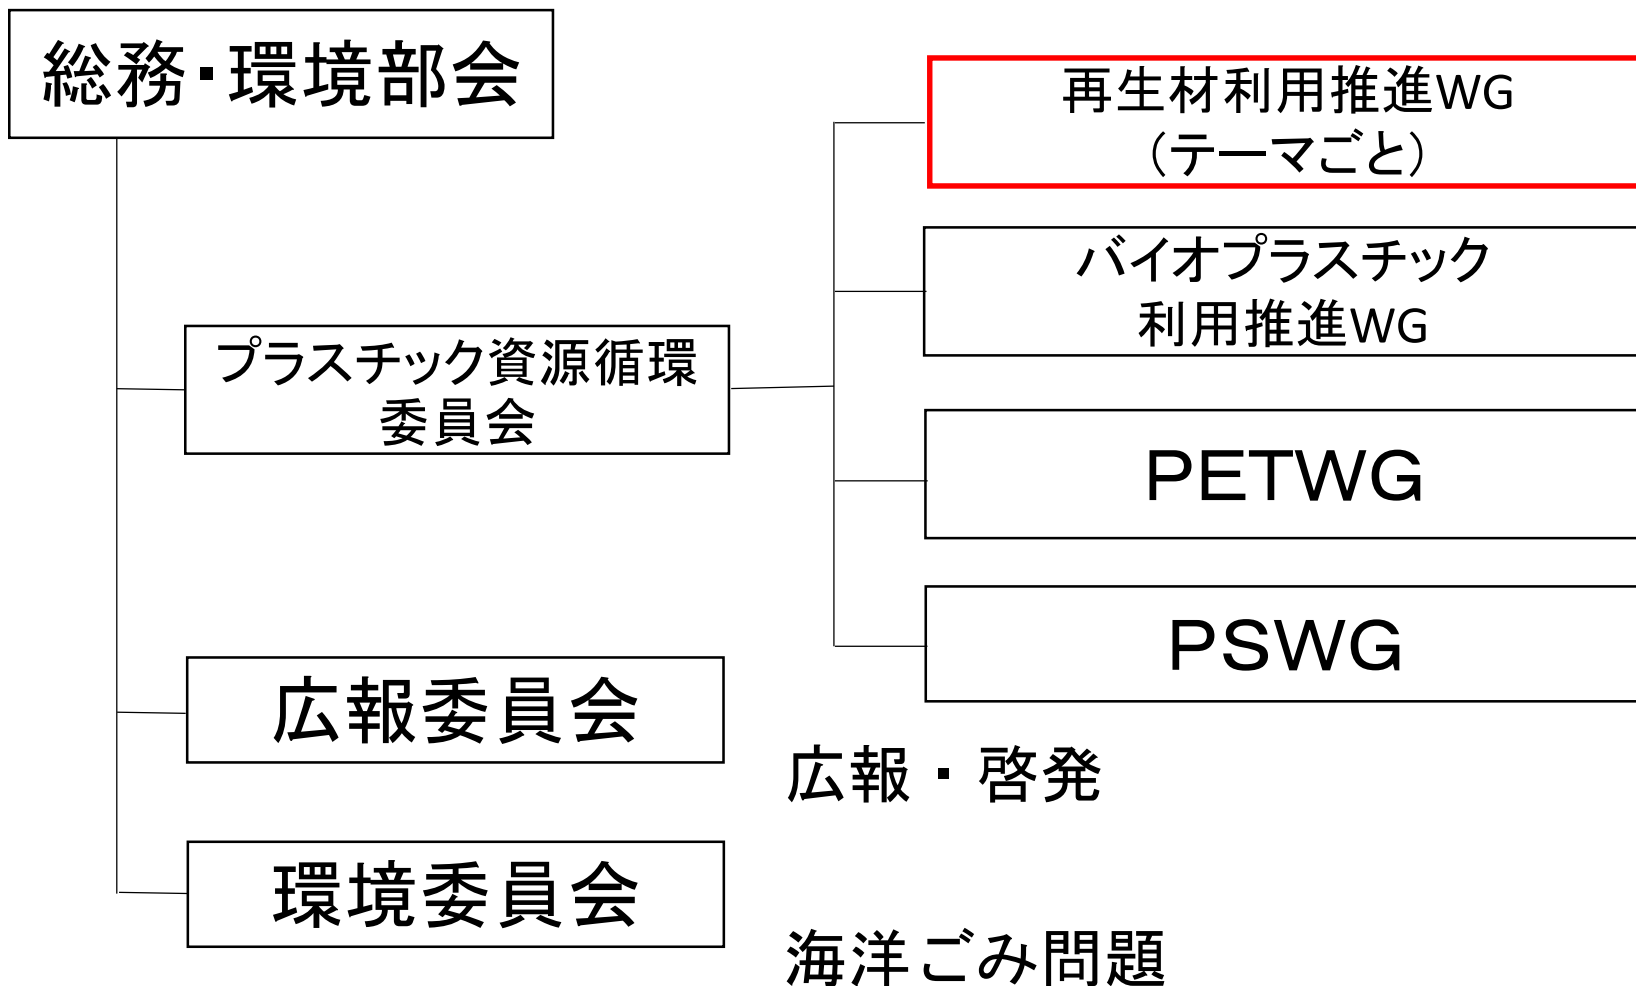 総務・環境部会
再生材利用推進WG
（テーマごと）
バイオプラスチック
利用推進WG
プラスチック資源循環
委員会
PETWG
PSWG
広報委員会
広報・啓発
環境委員会
海洋ごみ問題